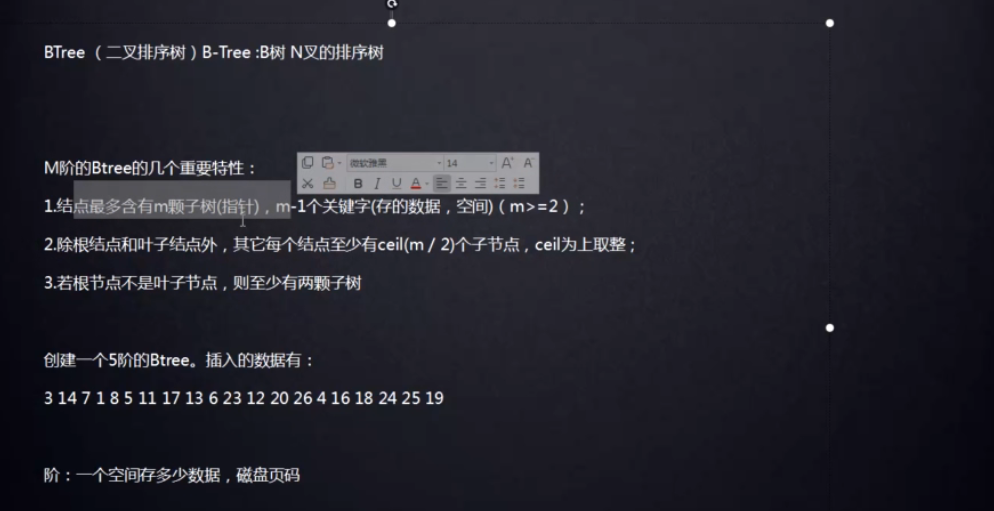 BTree （二叉排序树）B-Tree :B树 N叉的排序树
M阶的Btree的几个重要特性：
微软雅黑 14
B I U A
1.结点最多含有m颗子树(指针)，m-1个关键字(存的数据，空间)（m>=2）；
2.除根结点和叶子结点外，其它每个结点至少有ceil(m / 2)个子节点，ceil为上取整；
3.若根节点不是叶子节点，则至少有两颗子树
创建一个5阶的Btree。插入的数据有：
3 14 7 1 8 5 11 17 13 6 23 12 20 26 4 16 18 24 25 19
阶：一个空间存多少数据，磁盘页码